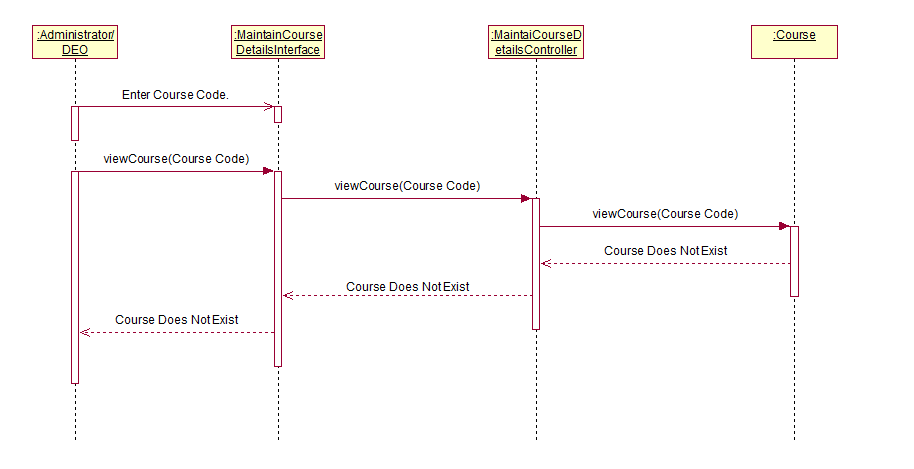 :Administrator/
DEO
:MaintainCourse
DetailsInterface
:MaintaiCourseD
etailsController
:Course
Enter Course Code.
viewCourse(Course Code)
viewCourse(Course Code)
viewCourse(Course Code)
Course Does Not Exist
Course Does Not Exist
Course Does Not Exist